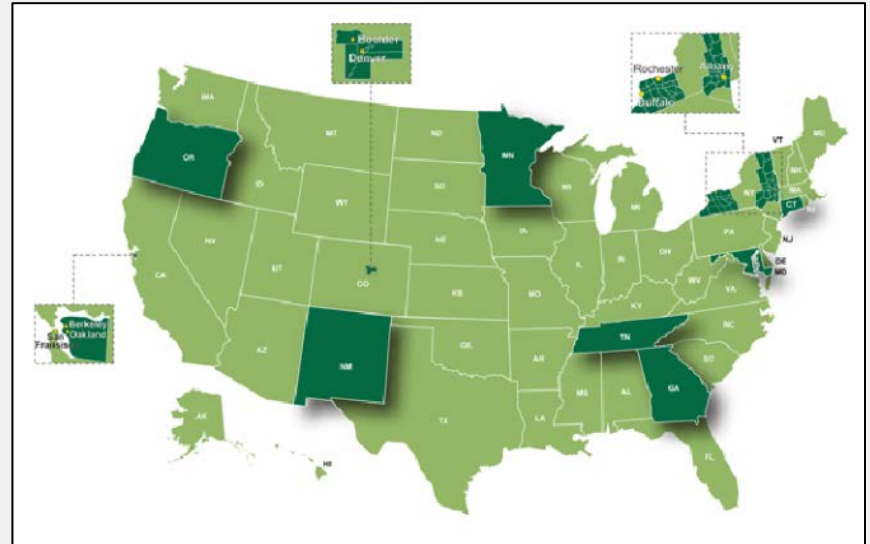 Boulder
Denver
Rochester
Albany
Buffalo
WA
MT
ND
MN
VT
ME
OR
ID
SD
WI
MI
NY
NH
MA
CT
WY
NE
IA
PA
NJ
NV
UT
CO
IL
IN
OH
DE
MD
CA
KS
MO
WV
VA
KY
Berkeley
Oakland
San
Fransis
AZ
NM
OK
AR
TN
NC
SC
MS
AL
GA
TX
LA
AK
HI
FL